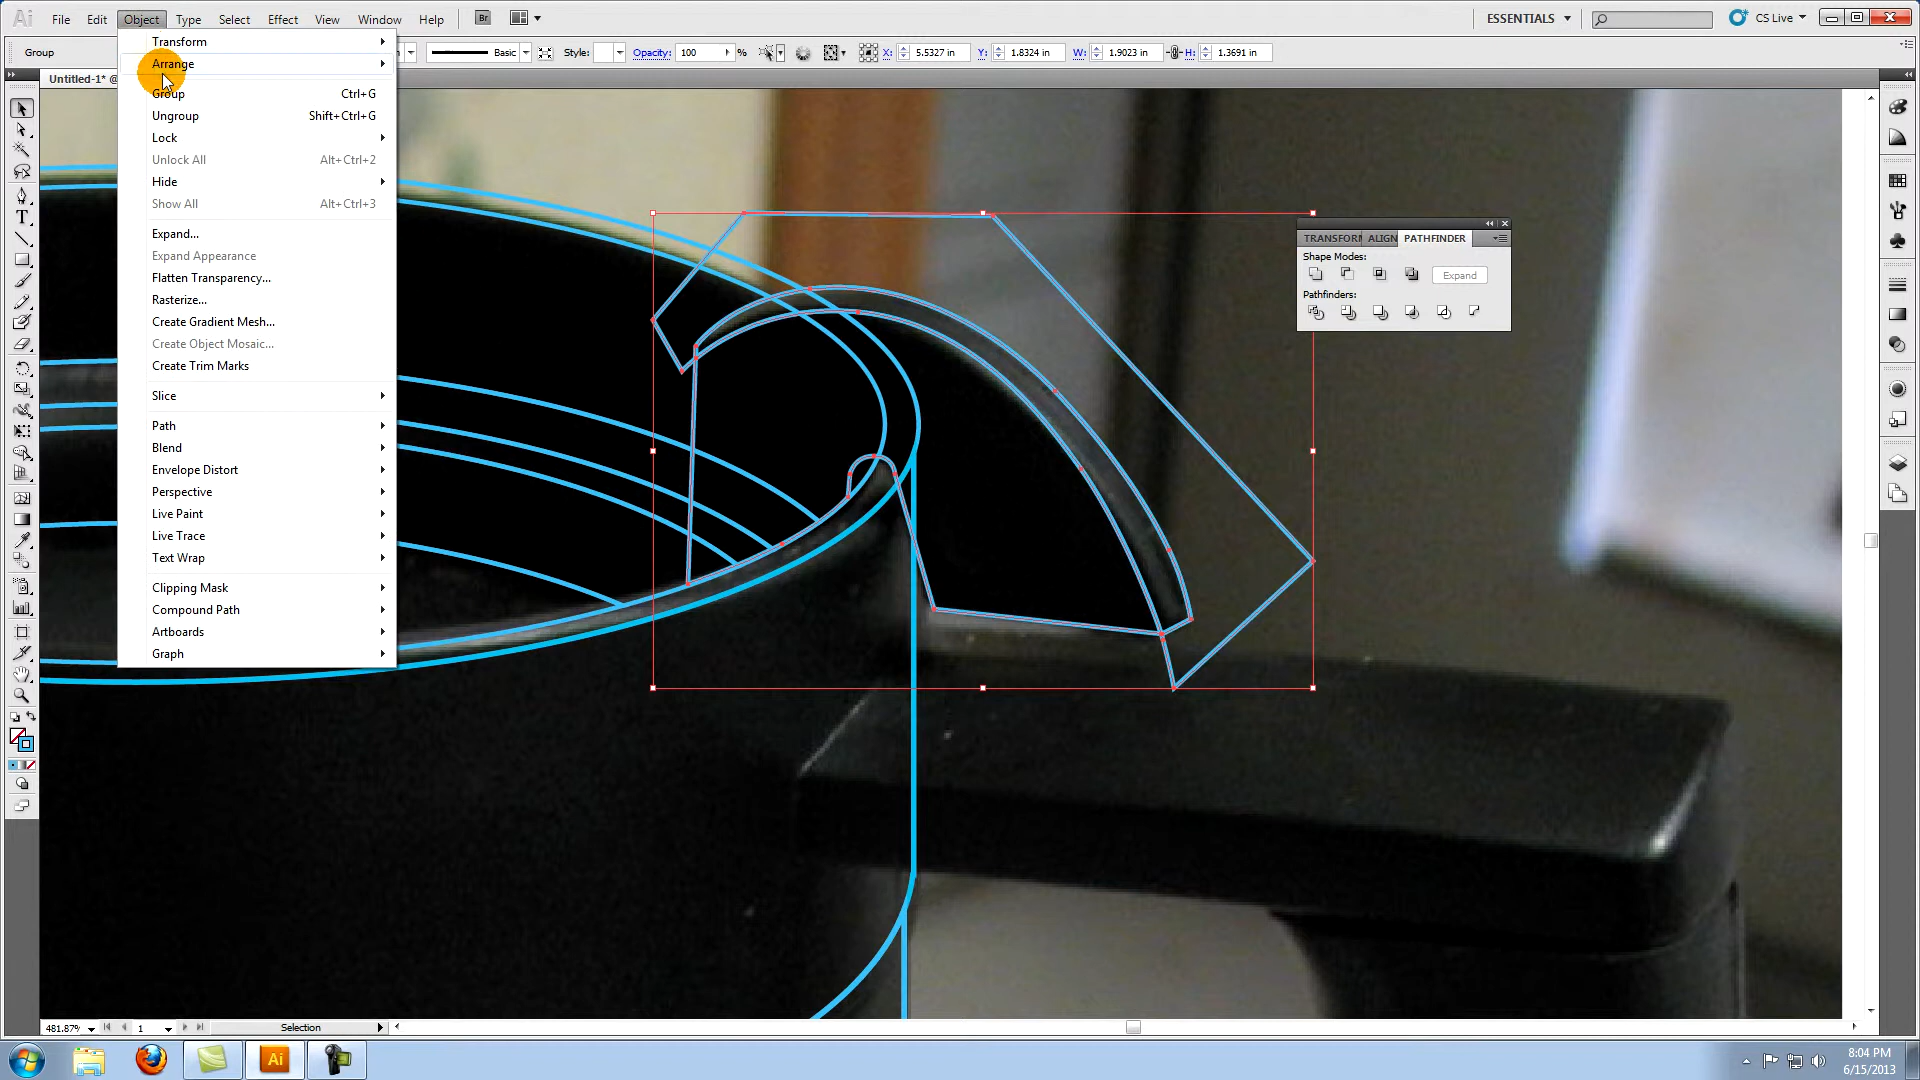 Ai File Edit Object Type Select Effect View Window Help Br ESSENTIALS CS Live
Group Basic Style: Opacity: 100 % X: 5.5327 in Y: 1.8324 in W: 1.9023 in H: 1.3691 in
Untitled-1* @
Transform
Arrange
Group Ctrl+G
Ungroup Shift+Ctrl+G
Lock
Unlock All Alt+Ctrl+2
Hide
Show All Alt+Ctrl+3
Expand...
Expand Appearance
Flatten Transparency...
Rasterize...
Create Gradient Mesh...
Create Object Mosaic...
Create Trim Marks
Slice
Path
Blend
Envelope Distort
Perspective
Live Paint
Live Trace
Text Wrap
Clipping Mask
Compound Path
Artboards
Graph
TRANSFORM ALIGN PATHFINDER
Shape Modes:
Expand
Pathfinders:
481.87% 1 Selection
Ai
8:04 PM
6/15/2013